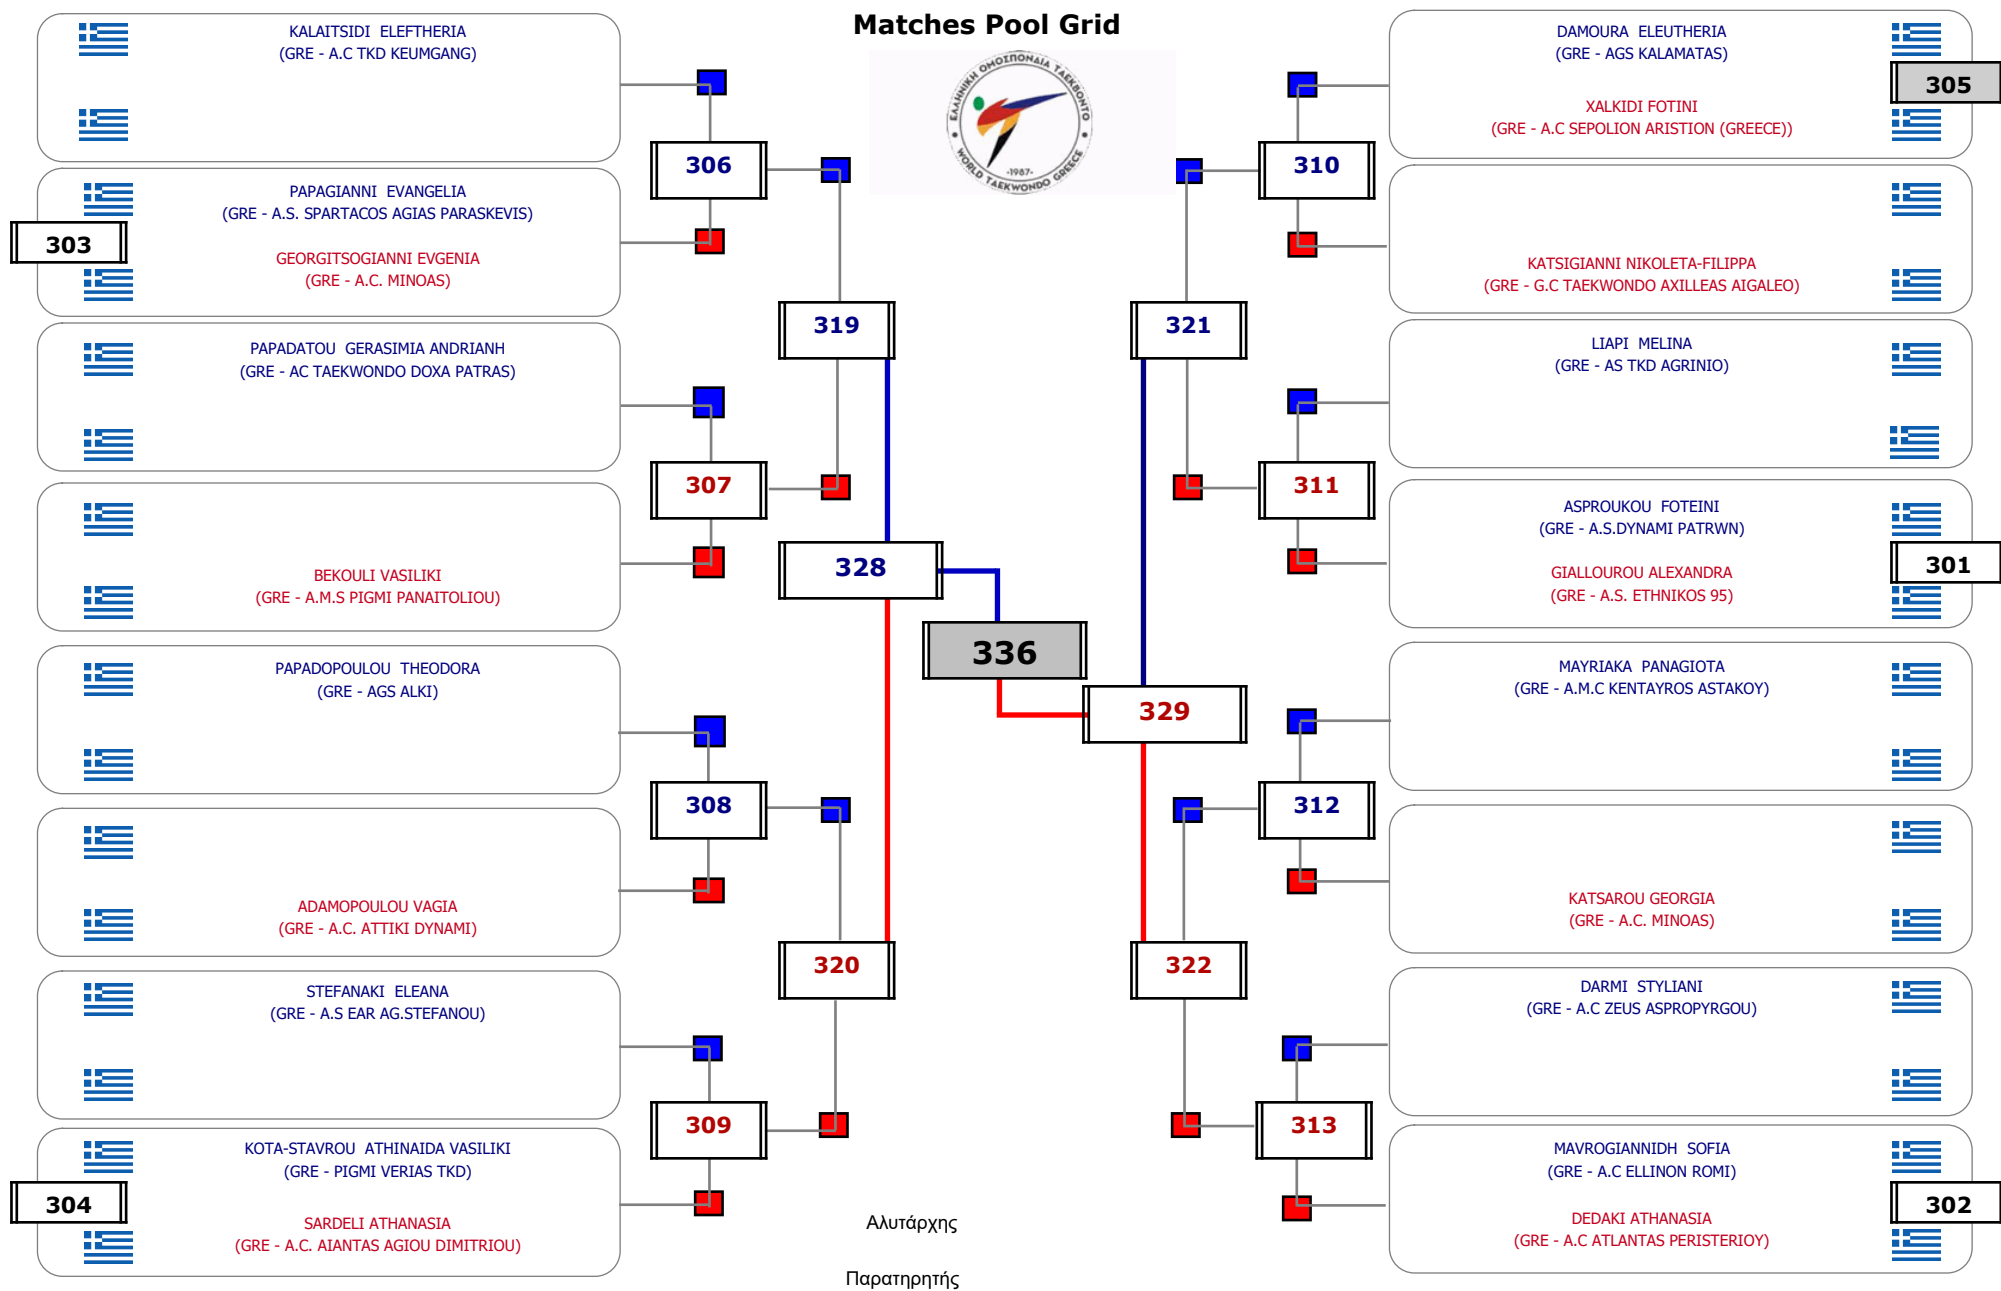 Matches Pool Grid
ΕΛΛΗΝΙΚΗ ΟΜΟΣΠΟΝΔΙΑ ΤΑΕΚΒΟΝΤΟ
-1987-
WORLD TAEKWONDO GREECE
KALAITSIDI ELEFTHERIA
(GRE - A.C TKD KEUMGANG)
306
303
PAPAGIANNI EVANGELIA
(GRE - A.S. SPARTACOS AGIAS PARASKEVIS)
GEORGITSOGIANNI EVGENIA
(GRE - A.C. MINOAS)
319
PAPADATOU GERASIMIA ANDRIANH
(GRE - AC TAEKWONDO DOXA PATRAS)
307
BEKOULI VASILIKI
(GRE - A.M.S PIGMI PANAITOLIOU)
328
336
PAPADOPOULOU THEODORA
(GRE - AGS ALKI)
308
ADAMOPOULOU VAGIA
(GRE - A.C. ATTIKI DYNAMI)
320
STEFANAKI ELEANA
(GRE - A.S EAR AG.STEFANOU)
309
304
KOTA-STAVROU ATHINAIDA VASILIKI
(GRE - PIGMI VERIAS TKD)
SARDELI ATHANASIA
(GRE - A.C. AIANTAS AGIOU DIMITRIOU)
DAMOURA ELEUTHERIA
(GRE - AGS KALAMATAS)
305
XALKIDI FOTINI
(GRE - A.C SEPOLION ARISTION (GREECE))
310
KATSIGIANNI NIKOLETA-FILIPPA
(GRE - G.C TAEKWONDO AXILLEAS AIGALEO)
321
LIAPI MELINA
(GRE - AS TKD AGRINIO)
311
ASPROUKOU FOTEINI
(GRE - A.S.DYNAMI PATRWN)
301
GIALLOUROU ALEXANDRA
(GRE - A.S. ETHNIKOS 95)
329
MAYRIAKA PANAGIOTA
(GRE - A.M.C KENTAYROS ASTAKOY)
312
KATSAROU GEORGIA
(GRE - A.C. MINOAS)
322
DARMI STYLIANI
(GRE - A.C ZEUS ASPROPYRGOU)
313
MAVROGIANNIDH SOFIA
(GRE - A.C ELLINON ROMI)
302
DEDAKI ATHANASIA
(GRE - A.C ATLANTAS PERISTERIOY)
Αλυτάρχης
Παρατηρητής